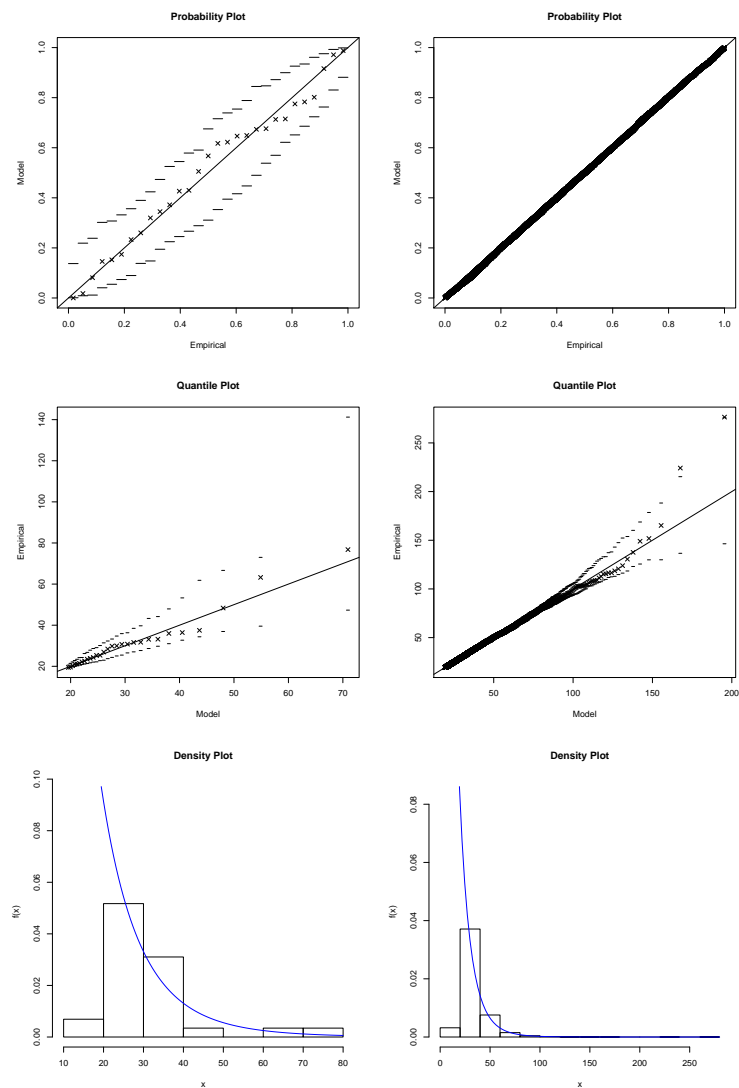 Probability Plot
Model
0.0 0.2 0.4 0.6 0.8 1.0
0.0 0.2 0.4 0.6 0.8 1.0
Empirical
Probability Plot
Model
0.0 0.2 0.4 0.6 0.8 1.0
0.0 0.2 0.4 0.6 0.8 1.0
Empirical
Quantile Plot
Empirical
20 40 60 80 100 120 140
20 30 40 50 60 70
Model
Quantile Plot
Empirical
50 100 150 200 250
50 100 150 200
Model
Density Plot
f(x)
0.00 0.02 0.04 0.06 0.08 0.10
10 20 30 40 50 60 70 80
x
Density Plot
f(x)
0.00 0.02 0.04 0.06 0.08
0 50 100 150 200 250
x